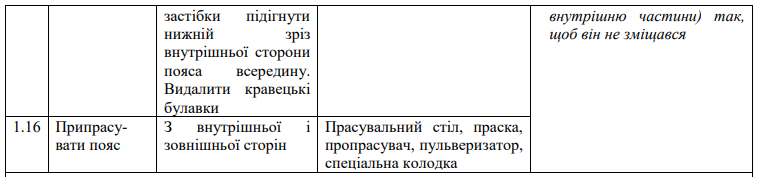 застібки підігнути
нижній зріз
внутрішньої сторони
пояса всередину.
Видалити кравецькі
булавки
внутрішню частини) так,
щоб він не зміщався
1.16
Припрасу-
вати пояс
З внутрішньої і
зовнішньої сторін
Прасувальний стіл, праска,
пропрасувач, пульверизатор,
спеціальна колодка